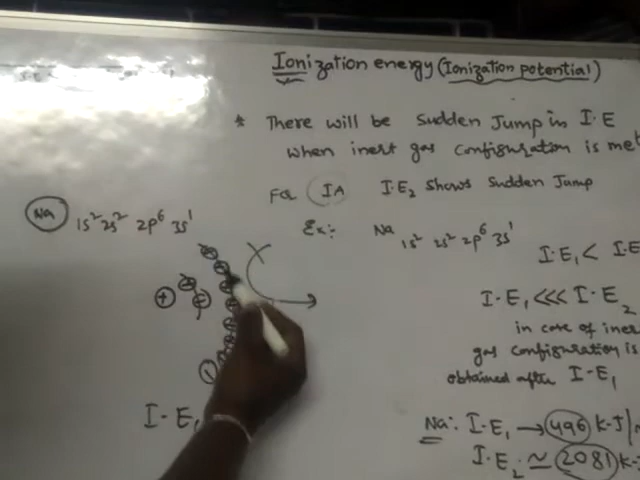 Ionization energy (Ionization potential)
* There will be Sudden Jump in I.E
when inert gas configuration is met
For IA I.E₂ Shows Sudden Jump
Ex:- Na 1s² 2s² 2p⁶ 3s¹
Na 1s² 2s² 2p⁶ 3s¹
I.E₁ < I.E
I.E₁ <<< I.E₂
in case of iner
gas configuration is
obtained after I-E₁
I-E₁
Na: I.E₁ → 496 k-J/m
I.E₂ ≃ 2081 k-J